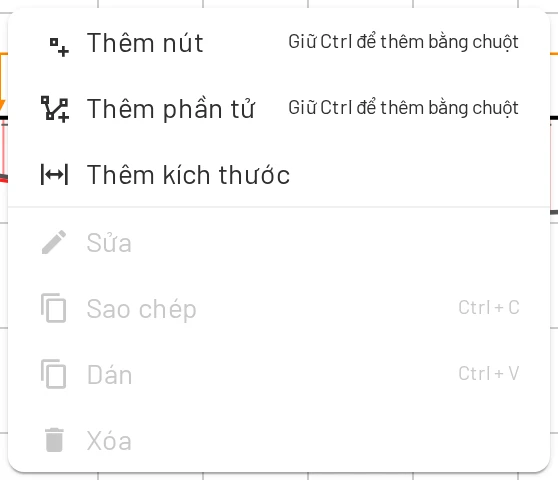 Thêm nút Giữ Ctrl để thêm bằng chuột
Thêm phần tử Giữ Ctrl để thêm bằng chuột
Thêm kích thước
Sửa
Sao chép Ctrl + C
Dán Ctrl + V
Xóa